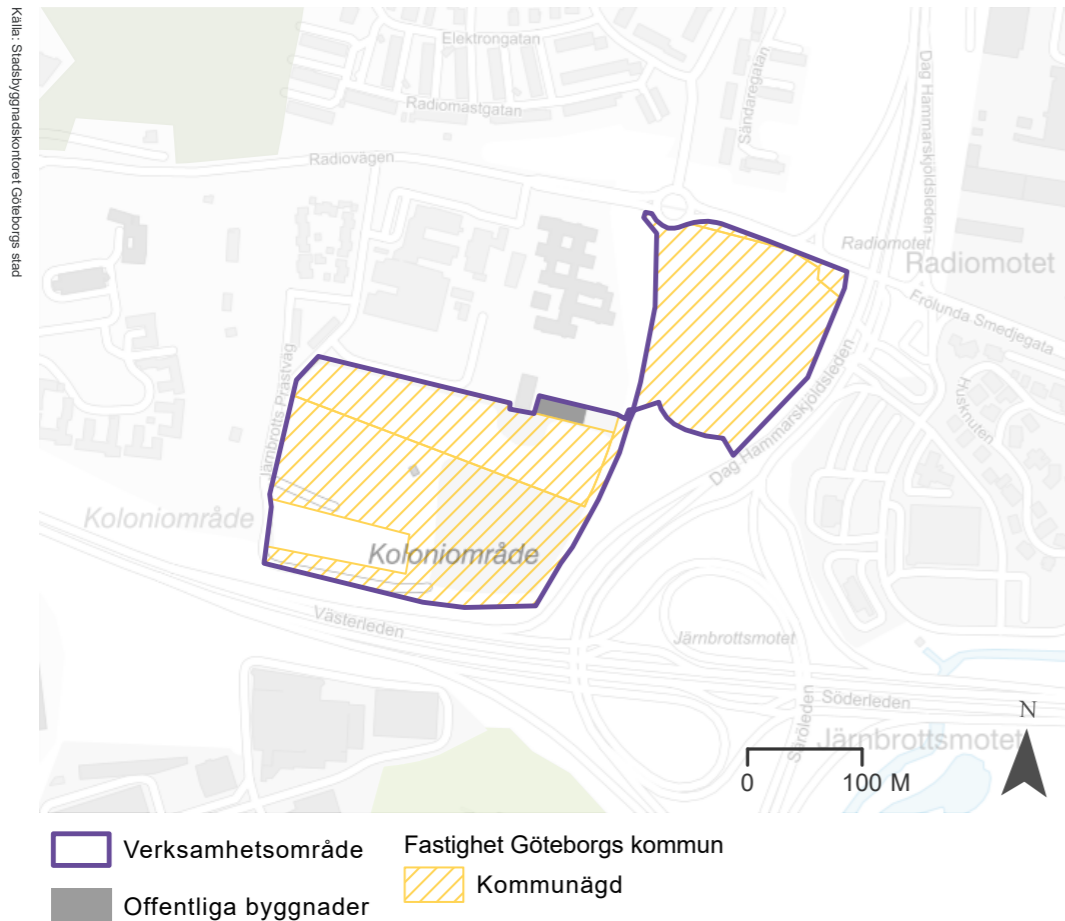 Källa: Stadsbyggnadskontoret Göteborgs stad
Elektrongatan
Radiomastgatan
Sändaregatan
Dag Hammarskjöldsleden
Radiovägen
Radiomotet
Radiomotet
Frölunda Smedjegata
Järnbrotts Prästväg
Dag Hammarskjöldsleden
Husknuten
Koloniområde
Koloniområde
Västerleden
Järnbrottsmotet
Söderleden
Säröleden
Järnbrottsmotet
N
0 100 M
Verksamhetsområde
Offentliga byggnader
Fastighet Göteborgs kommun
Kommunägd